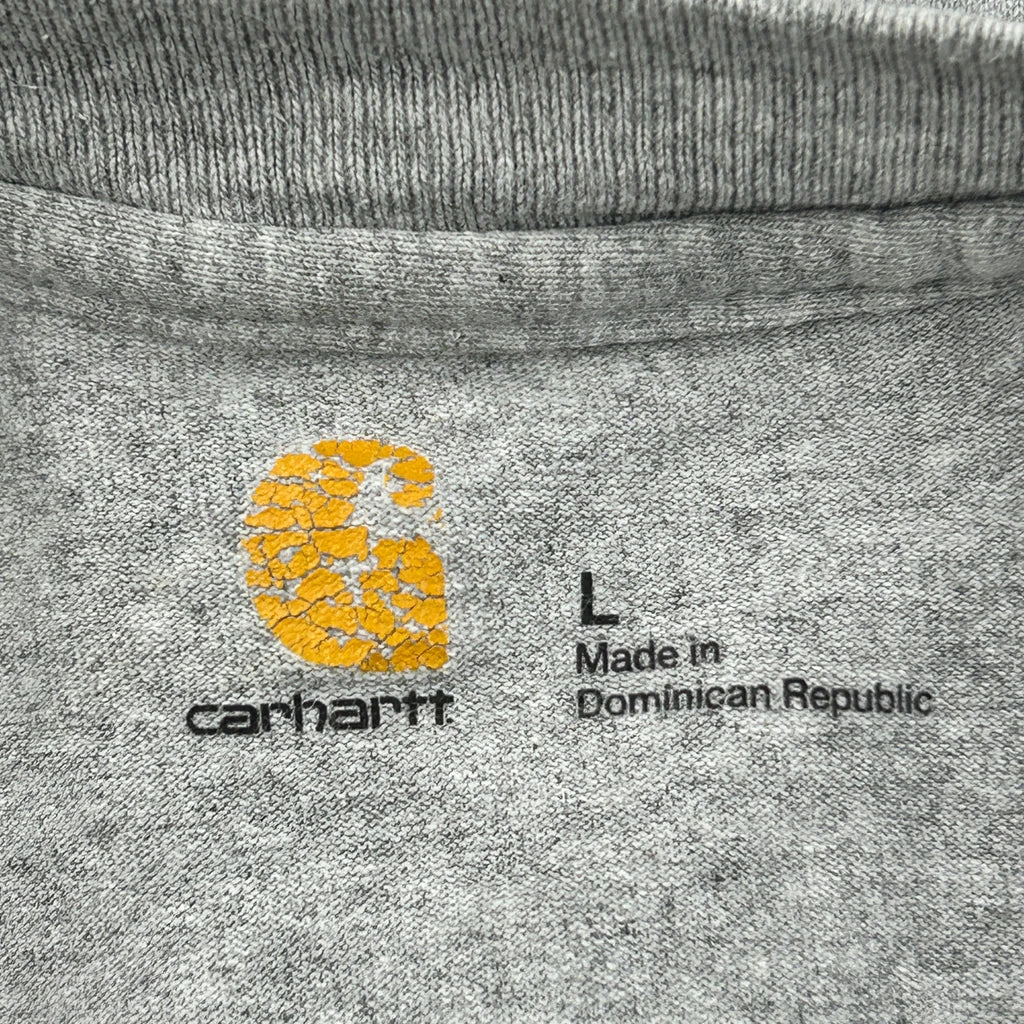 carhartt
L
Made in
Dominican Republic